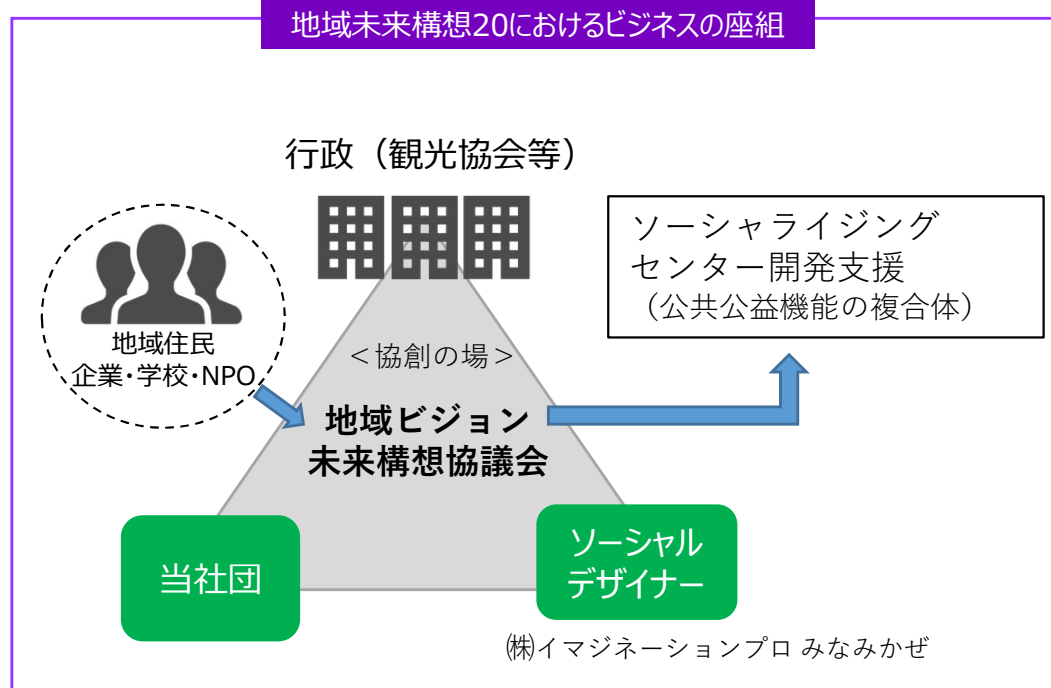 地域未来構想20におけるビジネスの座組
行政（観光協会等）
地域住民
企業・学校・NPO
＜協創の場＞
地域ビジョン
未来構想協議会
ソーシャライジング
センター開発支援
（公共公益機能の複合体）
当社団
ソーシャル
デザイナー
㈱イマジネーションプロ みなみかぜ